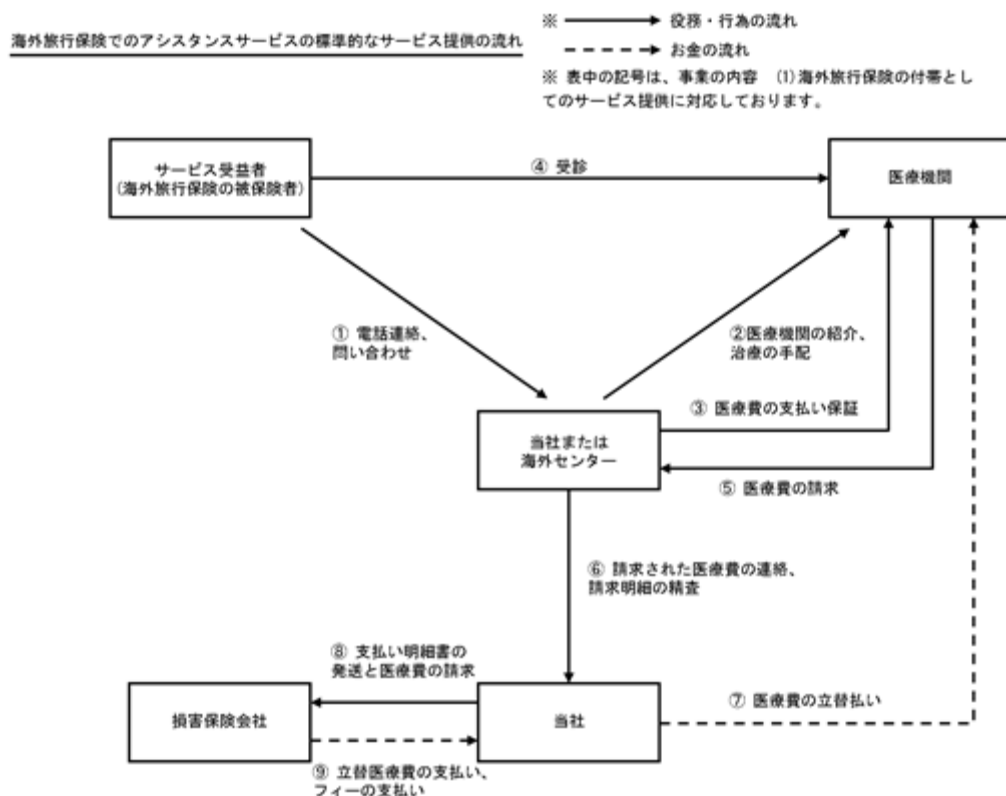 海外旅行保険でのアシスタンスサービスの標準的なサービス提供の流れ
※ 役務・行為の流れ
お金の流れ
※ 表中の記号は、事業の内容 (1)海外旅行保険の付帯とし
てのサービス提供に対応しております。
サービス受益者
(海外旅行保険の被保険者)
④ 受診
医療機関
① 電話連絡、
問い合わせ
②医療機関の紹介、
治療の手配
③ 医療費の支払い保証
当社または
海外センター
⑤ 医療費の請求
⑥ 請求された医療費の連絡、
請求明細の精査
⑧ 支払い明細書の
発送と医療費の請求
損害保険会社
当社
⑦ 医療費の立替払い
⑨ 立替医療費の支払い、
フィーの支払い